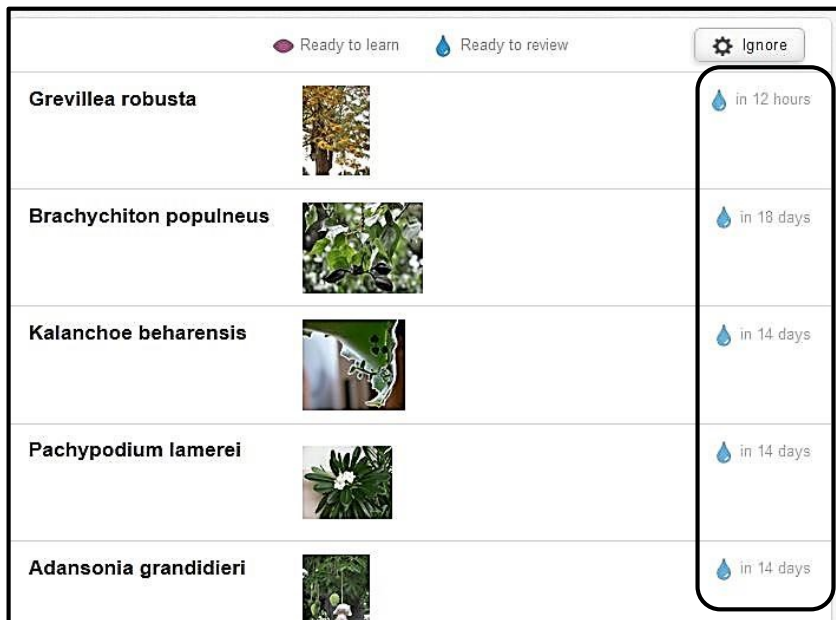 Ready to learn Ready to review Ignore
Grevillea robusta in 12 hours
Brachychiton populneus in 18 days
Kalanchoe beharensis in 14 days
Pachypodium lamerei in 14 days
Adansonia grandidieri in 14 days